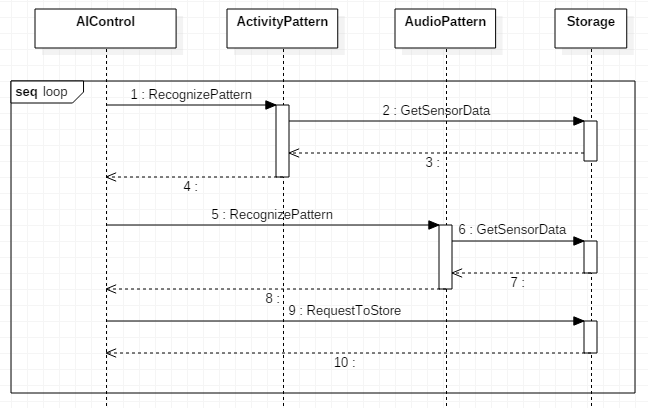 AIControl
ActivityPattern
AudioPattern
Storage
seq loop
1 : RecognizePattern
2 : GetSensorData
3 :
4 :
5 : RecognizePattern
6 : GetSensorData
7 :
8 :
9 : RequestToStore
10 :